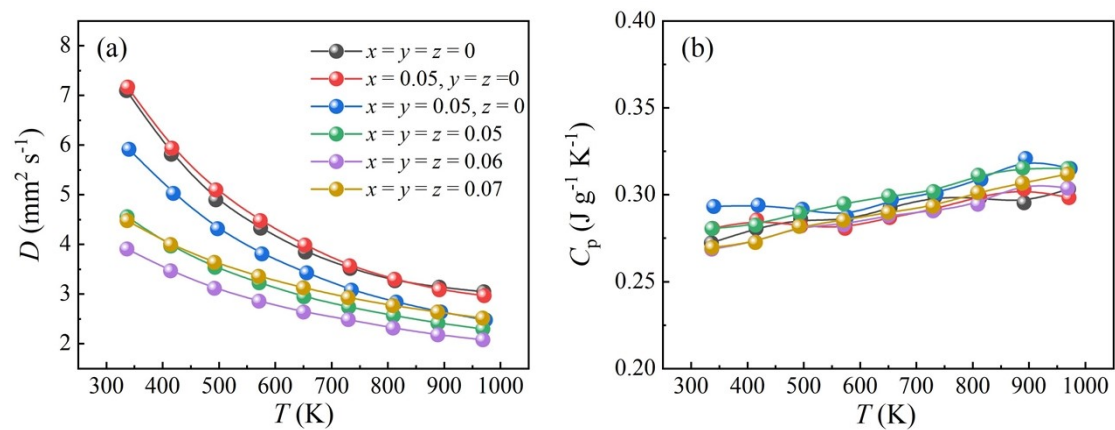 (a)
x = y = z = 0
x = 0.05, y = z =0
x = y = 0.05, z = 0
x = y = z = 0.05
x = y = z = 0.06
x = y = z = 0.07
8
7
6
5
4
3
2
D (mm² s⁻¹)
300 400 500 600 700 800 900 1000
T (K)
(b)
0.40
0.35
0.30
0.25
0.20
Cₚ (J g⁻¹ K⁻¹)
300 400 500 600 700 800 900 1000
T (K)